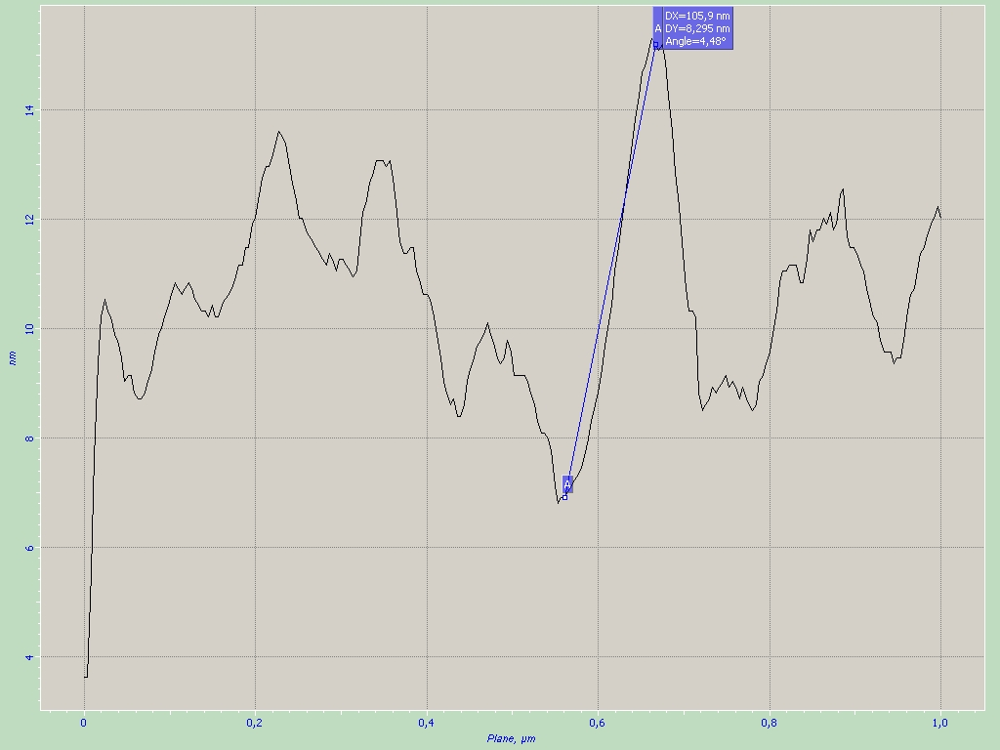 DX=105,9 nm
A DY=8,295 nm
Angle=4,48°
14
12
10
nm
8
A
6
4
0 0,2 0,4 0,6 0,8 1,0
Plane, µm